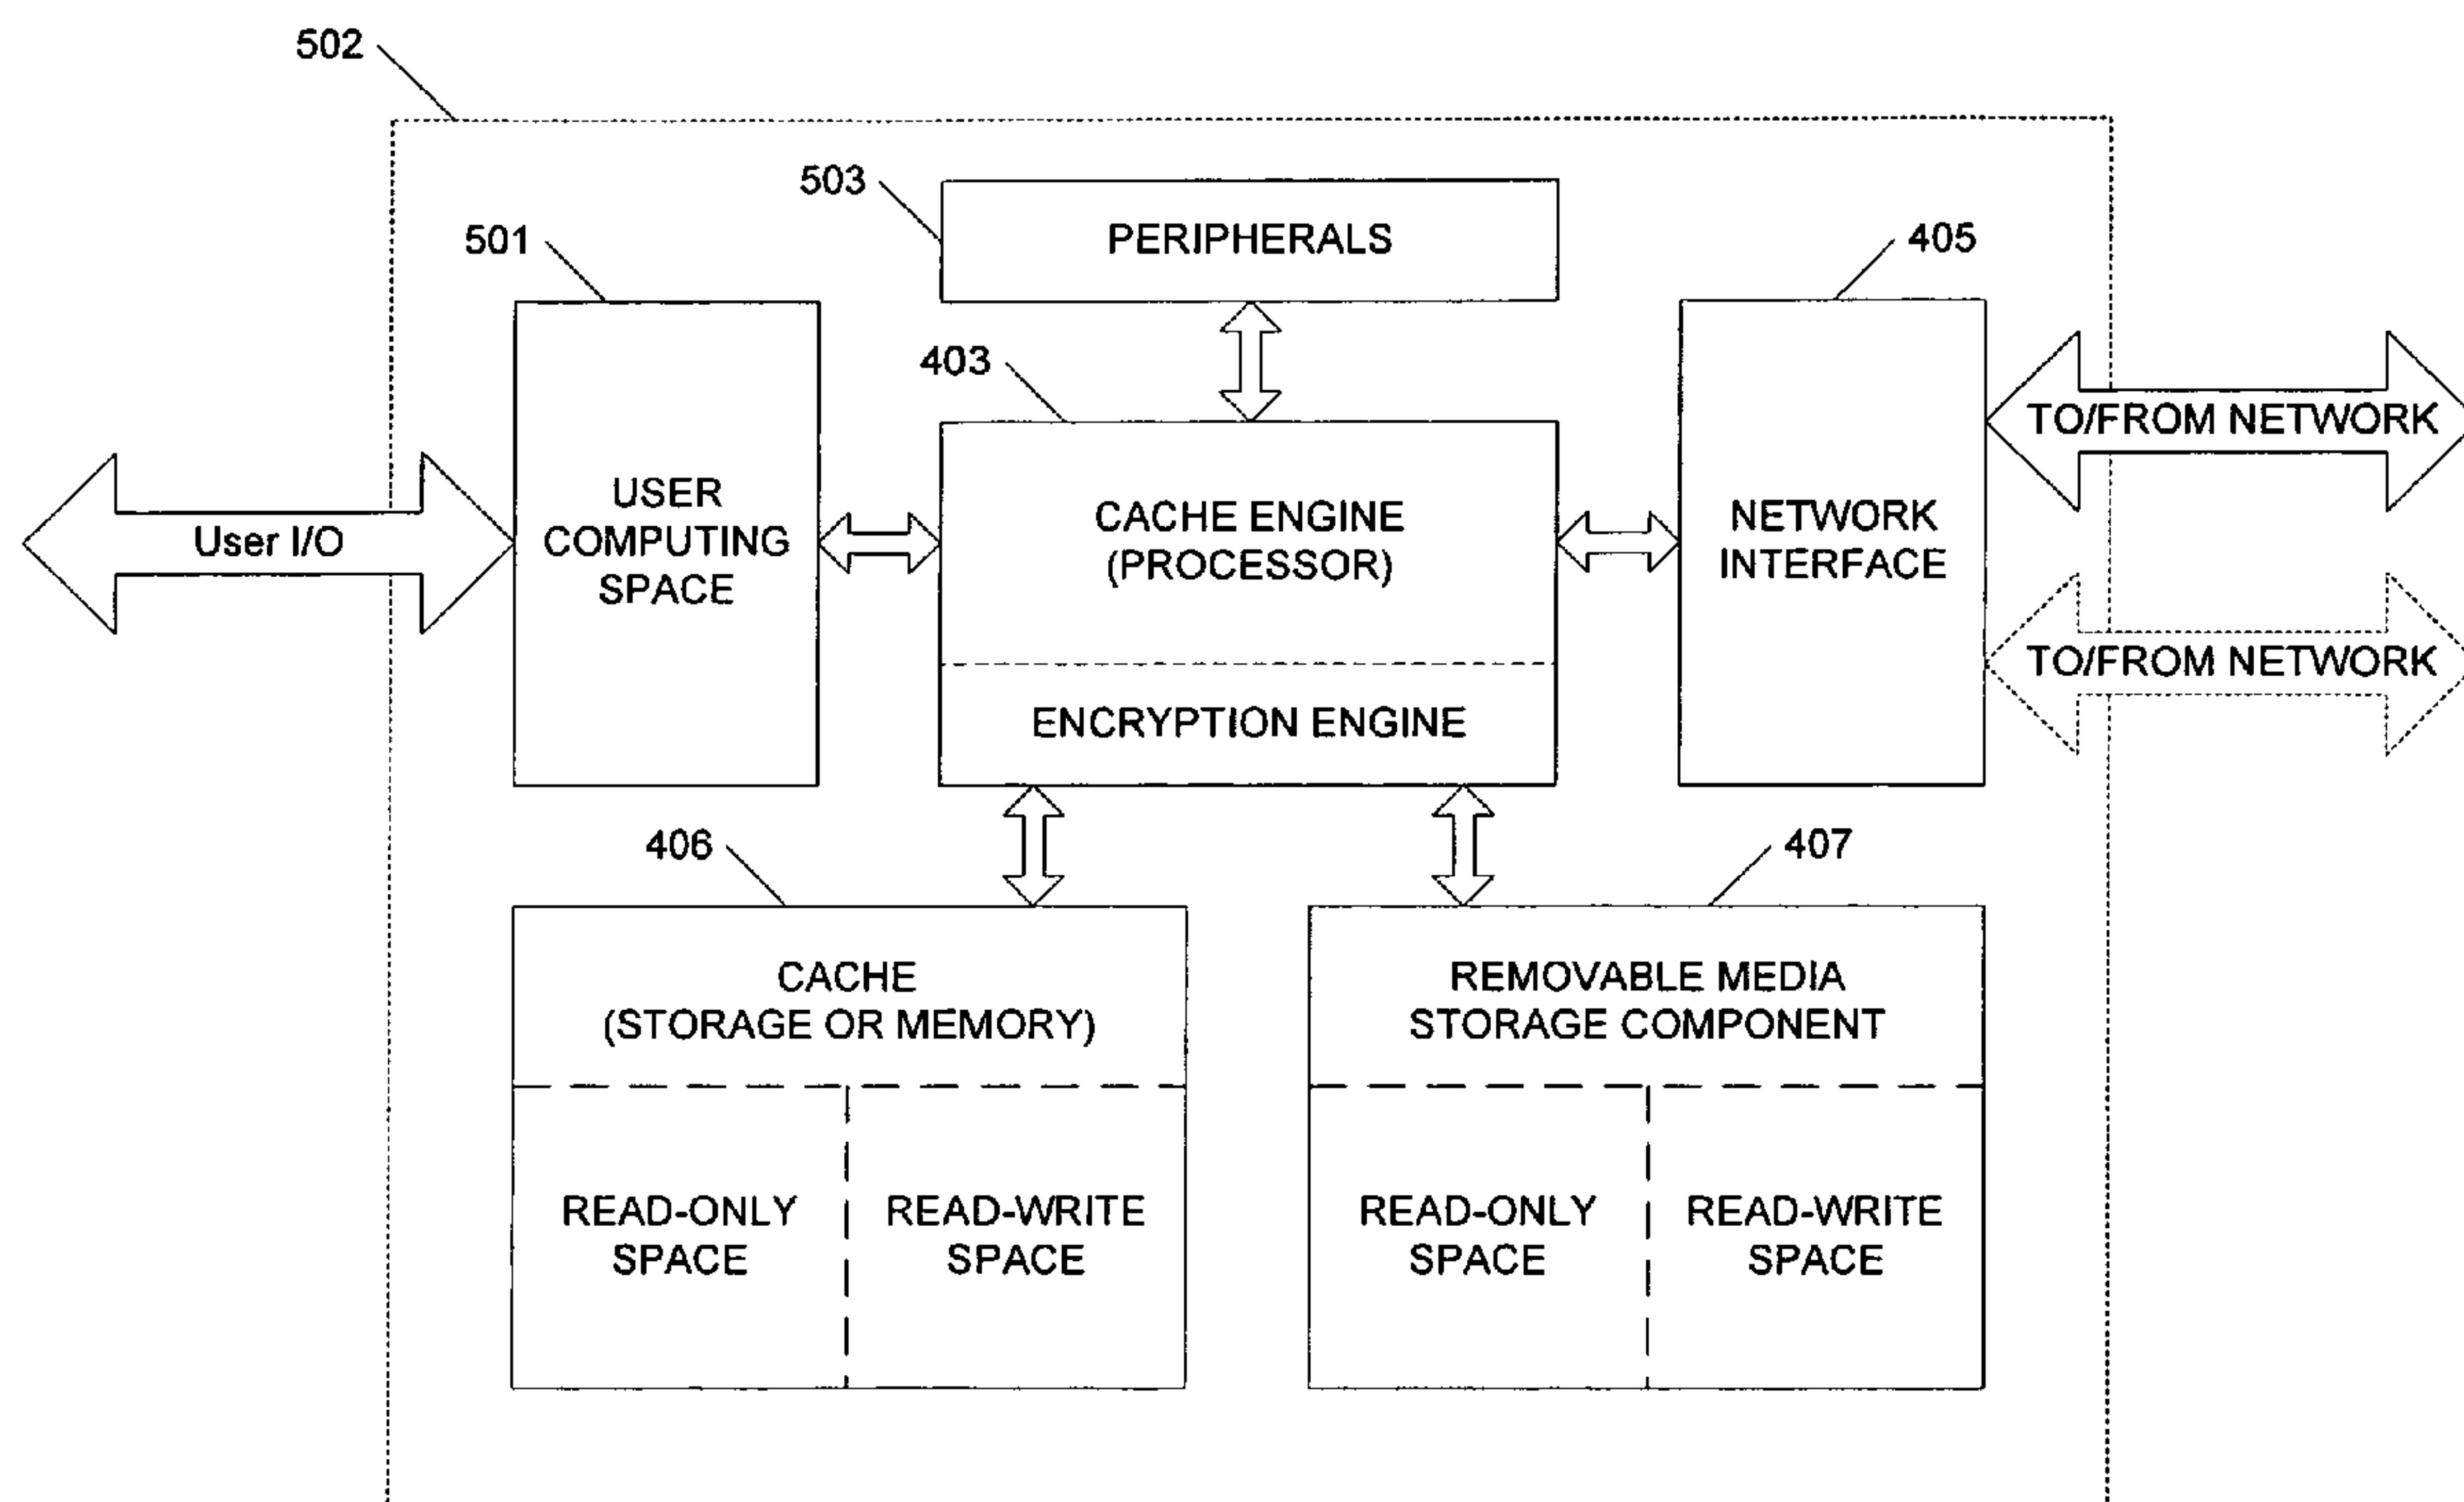 502
503
PERIPHERALS
501
405
403
TO/FROM NETWORK
USER
COMPUTING
SPACE
CACHE ENGINE
(PROCESSOR)
NETWORK
INTERFACE
User I/O
TO/FROM NETWORK
ENCRYPTION ENGINE
406
407
CACHE
(STORAGE OR MEMORY)
REMOVABLE MEDIA
STORAGE COMPONENT
READ-ONLY
SPACE
READ-WRITE
SPACE
READ-ONLY
SPACE
READ-WRITE
SPACE